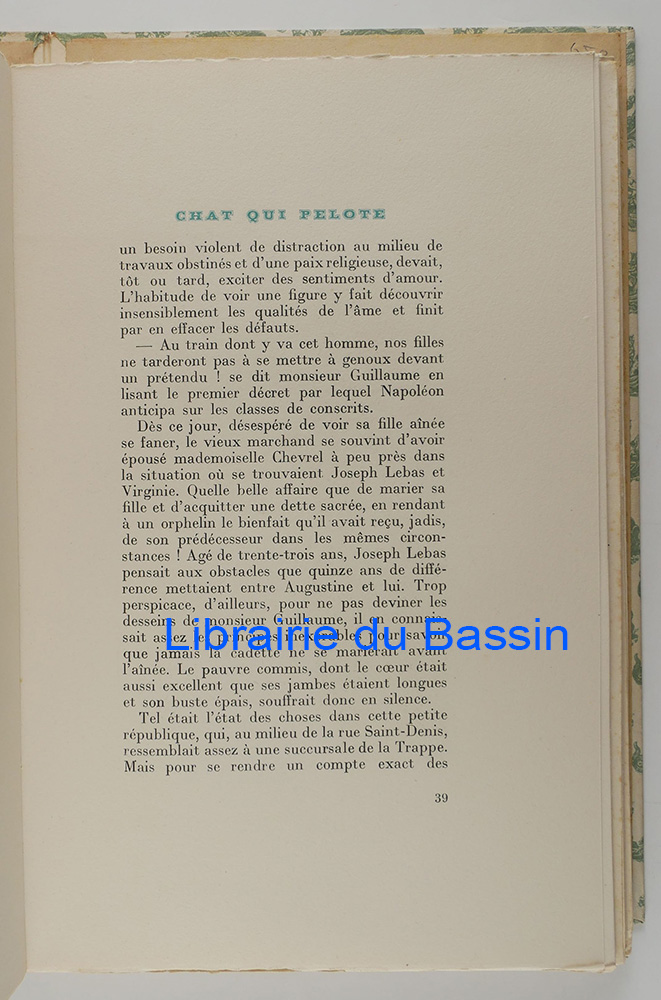 CHAT QUI PELOTE
un besoin violent de distraction au milieu de
travaux obstinés et d'une paix religieuse, devait,
tôt ou tard, exciter des sentiments d'amour.
L'habitude de voir une figure y fait découvrir
insensiblement les qualités de l'âme et finit
par en effacer les défauts.
— Au train dont y va cet homme, nos filles
ne tarderont pas à se mettre à genoux devant
un prétendu ! se dit monsieur Guillaume en
lisant le premier décret par lequel Napoléon
anticipa sur les classes de conscrits.
Dès ce jour, désespéré de voir sa fille aînée
se faner, le vieux marchand se souvint d'avoir
épousé mademoiselle Chevrel à peu près dans
la situation où se trouvaient Joseph Lebas et
Virginie. Quelle belle affaire que de marier sa
fille et d'acquitter une dette sacrée, en rendant
à un orphelin le bienfait qu'il avait reçu, jadis,
de son prédécesseur dans les mêmes circon-
stances ! Agé de trente-trois ans, Joseph Lebas
pensait aux obstacles que quinze ans de diffé-
rence mettaient entre Augustine et lui. Trop
perspicace, d'ailleurs, pour ne pas deviner les
desseins de monsieur Guillaume, il en connais-
sait assez les principes inexorables pour savoir
que jamais la cadette ne se marierait avant
l'aînée. Le pauvre commis, dont le cœur était
aussi excellent que ses jambes étaient longues
et son buste épais, souffrait donc en silence.
Tel était l'état des choses dans cette petite
république, qui, au milieu de la rue Saint-Denis,
ressemblait assez à une succursale de la Trappe.
Mais pour se rendre un compte exact des
39
Librairie du Bassin